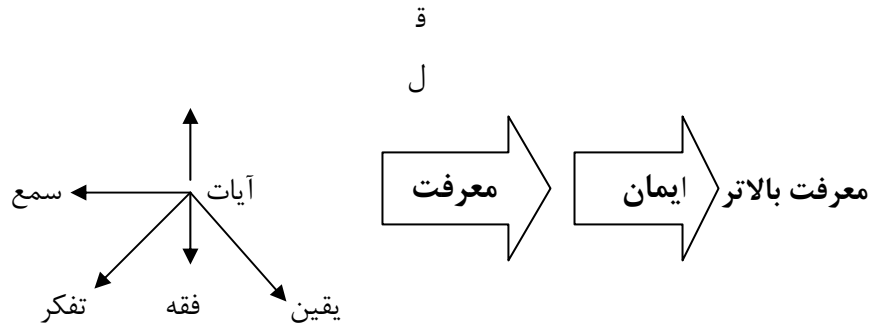 ق
ل
آیات
سمع
معرفت
ایمان
معرفت بالاتر
یقین
فقه
تفکر